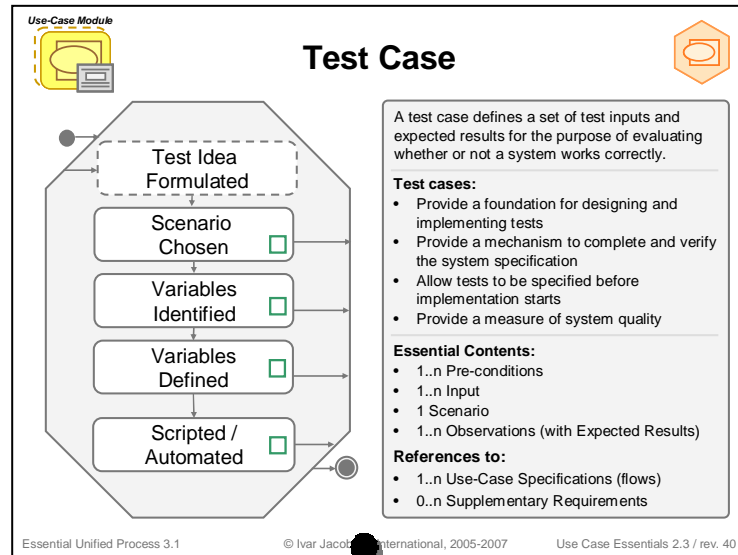 Use-Case Module
Test Case
Test Idea
Formulated
Scenario
Chosen
Variables
Identified
Variables
Defined
Scripted /
Automated
A test case defines a set of test inputs and
expected results for the purpose of evaluating
whether or not a system works correctly.
Test cases:
• Provide a foundation for designing and
implementing tests
• Provide a mechanism to complete and verify
the system specification
• Allow tests to be specified before
implementation starts
• Provide a measure of system quality
Essential Contents:
• 1..n Pre-conditions
• 1..n Input
• 1 Scenario
• 1..n Observations (with Expected Results)
References to:
• 1..n Use-Case Specifications (flows)
• 0..n Supplementary Requirements
Essential Unified Process 3.1
© Ivar International, 2005-2007
Use Case Essentials 2.3 / rev. 40